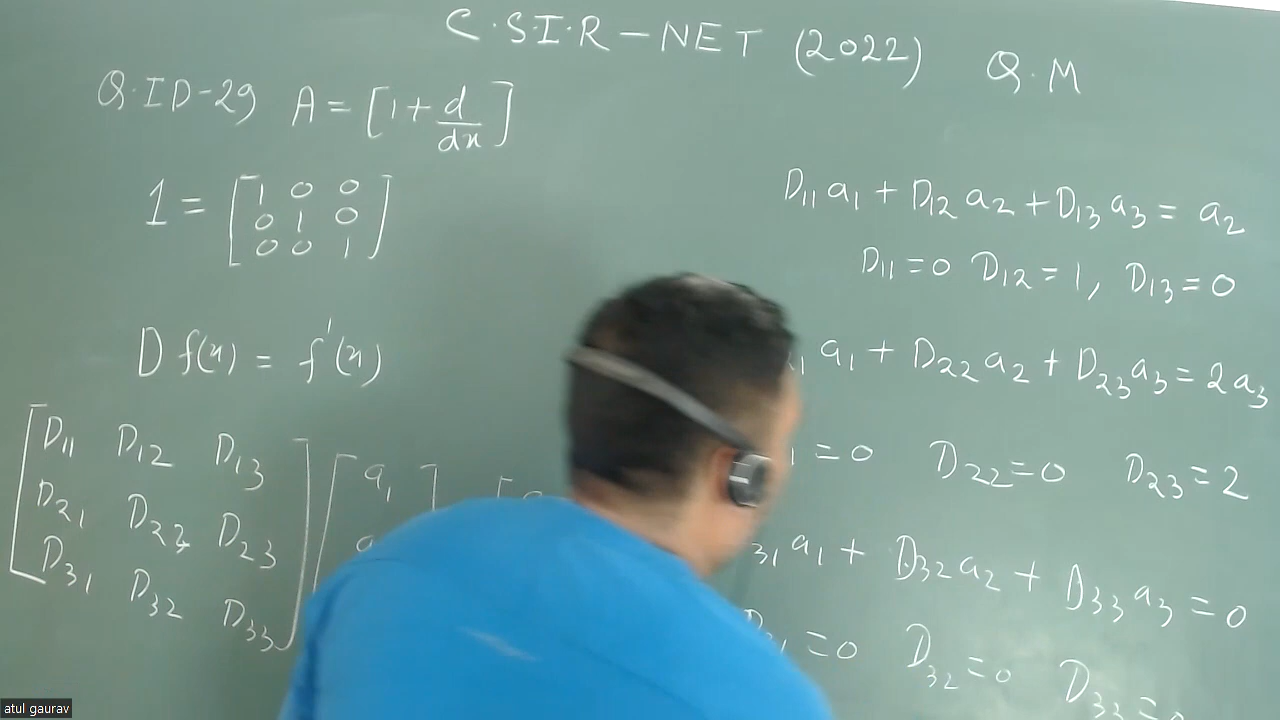 C.S.I.R-NET (2022) Q.M
Q.ID-29 A = [1 + d/dx]
1 = [1 0 0
0 1 0
0 0 1]
D f(x) = f'(x)
[D11 D12 D13
D21 D22 D23
D31 D32 D33] [a1
D11 a1 + D12 a2 + D13 a3 = a2
D11 = 0 D12 = 1, D13 = 0
a1 + D22 a2 + D23 a3 = 2a3
= 0 D22 = 0 D23 = 2
31 a1 + D32 a2 + D33 a3 = 0
= 0 D32 = 0 D33 =
atul gaurav